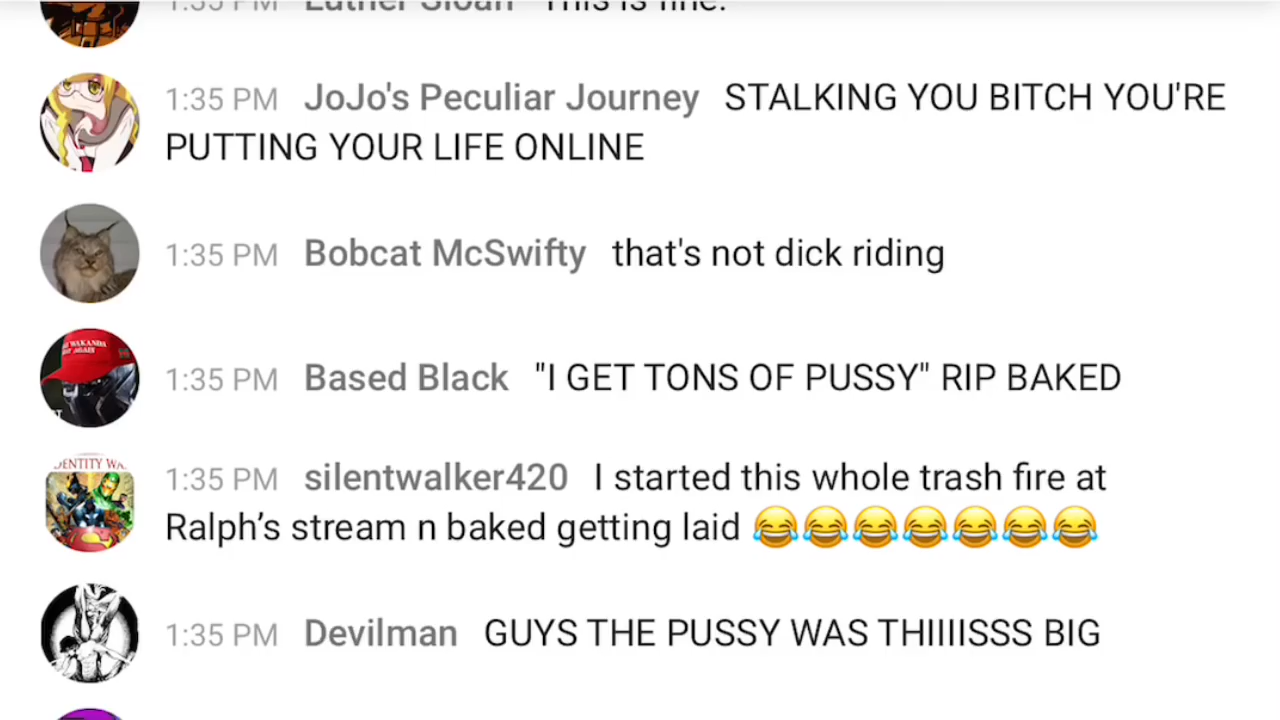 1:35 PM Luther Sloan This is fine.
1:35 PM JoJo's Peculiar Journey STALKING YOU BITCH YOU'RE
PUTTING YOUR LIFE ONLINE
1:35 PM Bobcat McSwifty that's not dick riding
1:35 PM Based Black "I GET TONS OF PUSSY" RIP BAKED
DENTITY WA
1:35 PM silentwalker420 I started this whole trash fire at
Ralph’s stream n baked getting laid 😂😂😂😂😂😂😂
1:35 PM Devilman GUYS THE PUSSY WAS THIIIISSS BIG